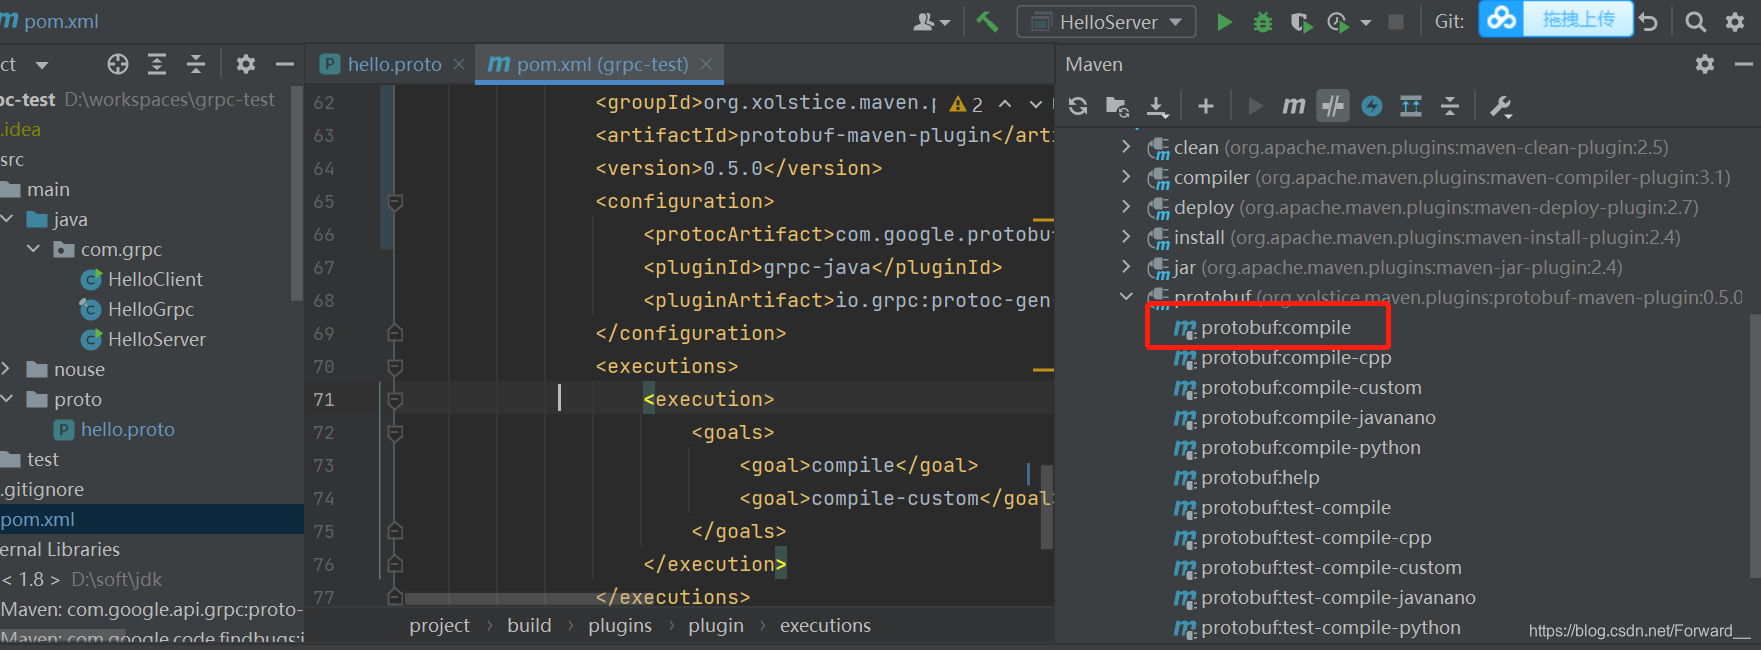 pom.xml
HelloServer
Git:
拖拽上传
ct
pc-test D:\workspaces\grpc-test
.idea
src
main
java
com.grpc
HelloClient
HelloGrpc
HelloServer
nouse
proto
hello.proto
test
.gitignore
pom.xml
ernal Libraries
< 1.8 > D:\soft\jdk
Maven: com.google.api.grpc:proto-
Maven: com.google.code.findbugs:j
hello.proto
pom.xml (grpc-test)
62 <groupId>org.xolstice.maven.p
2
63 <artifactId>protobuf-maven-plugin</arti
64 <version>0.5.0</version>
65 <configuration>
66 <protocArtifact>com.google.protobuf
67 <pluginId>grpc-java</pluginId>
68 <pluginArtifact>io.grpc:protoc-gen
69 </configuration>
70 <executions>
71 <execution>
72 <goals>
73 <goal>compile</goal>
74 <goal>compile-custom</goal>
75 </goals>
76 </execution>
77 </executions>
project › build › plugins › plugin › executions
Maven
clean (org.apache.maven.plugins:maven-clean-plugin:2.5)
compiler (org.apache.maven.plugins:maven-compiler-plugin:3.1)
deploy (org.apache.maven.plugins:maven-deploy-plugin:2.7)
install (org.apache.maven.plugins:maven-install-plugin:2.4)
jar (org.apache.maven.plugins:maven-jar-plugin:2.4)
protobuf (org.xolstice.maven.plugins:protobuf-maven-plugin:0.5.0
protobuf:compile
protobuf:compile-cpp
protobuf:compile-custom
protobuf:compile-javanano
protobuf:compile-python
protobuf:help
protobuf:test-compile
protobuf:test-compile-cpp
protobuf:test-compile-custom
protobuf:test-compile-javanano
protobuf:test-compile-python
https://blog.csdn.net/Forward__